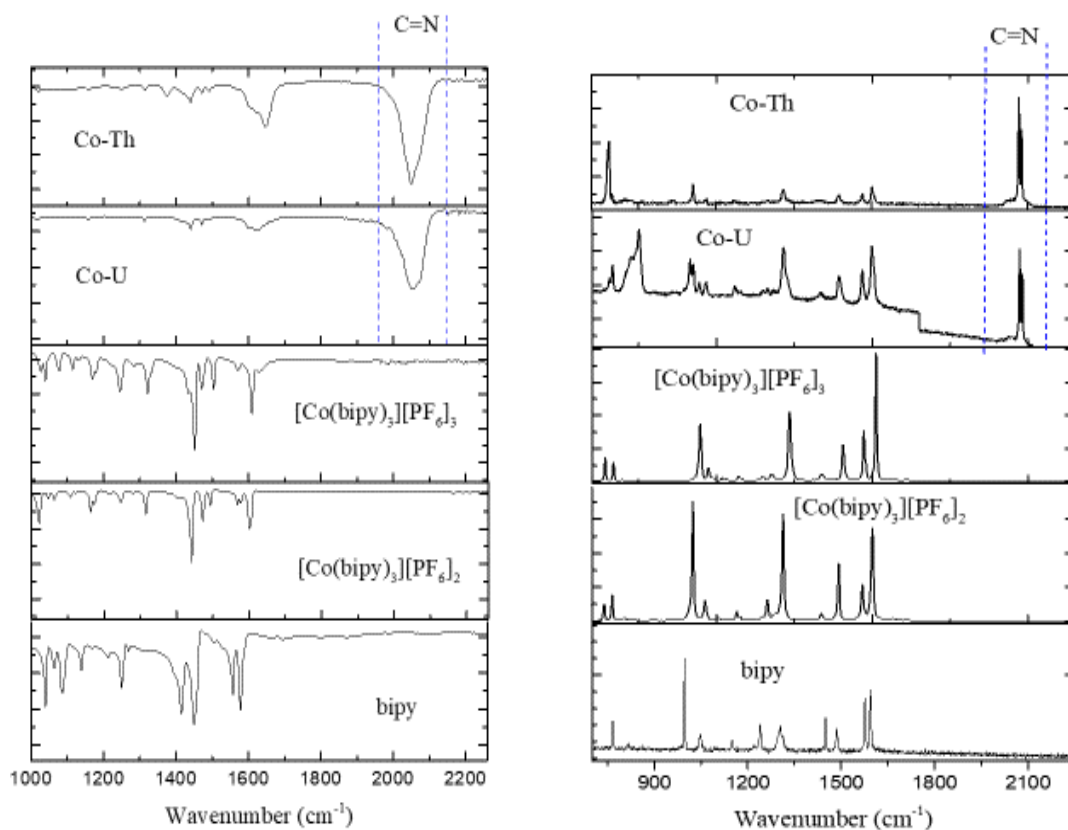 C=N
Co-Th
Co-U
[Co(bipy)₃][PF₆]₃
[Co(bipy)₃][PF₆]₂
bipy
1000 1200 1400 1600 1800 2000 2200
Wavenumber (cm⁻¹)
C=N
Co-Th
Co-U
[Co(bipy)₃][PF₆]₃
[Co(bipy)₃][PF₆]₂
bipy
900 1200 1500 1800 2100
Wavenumber (cm⁻¹)